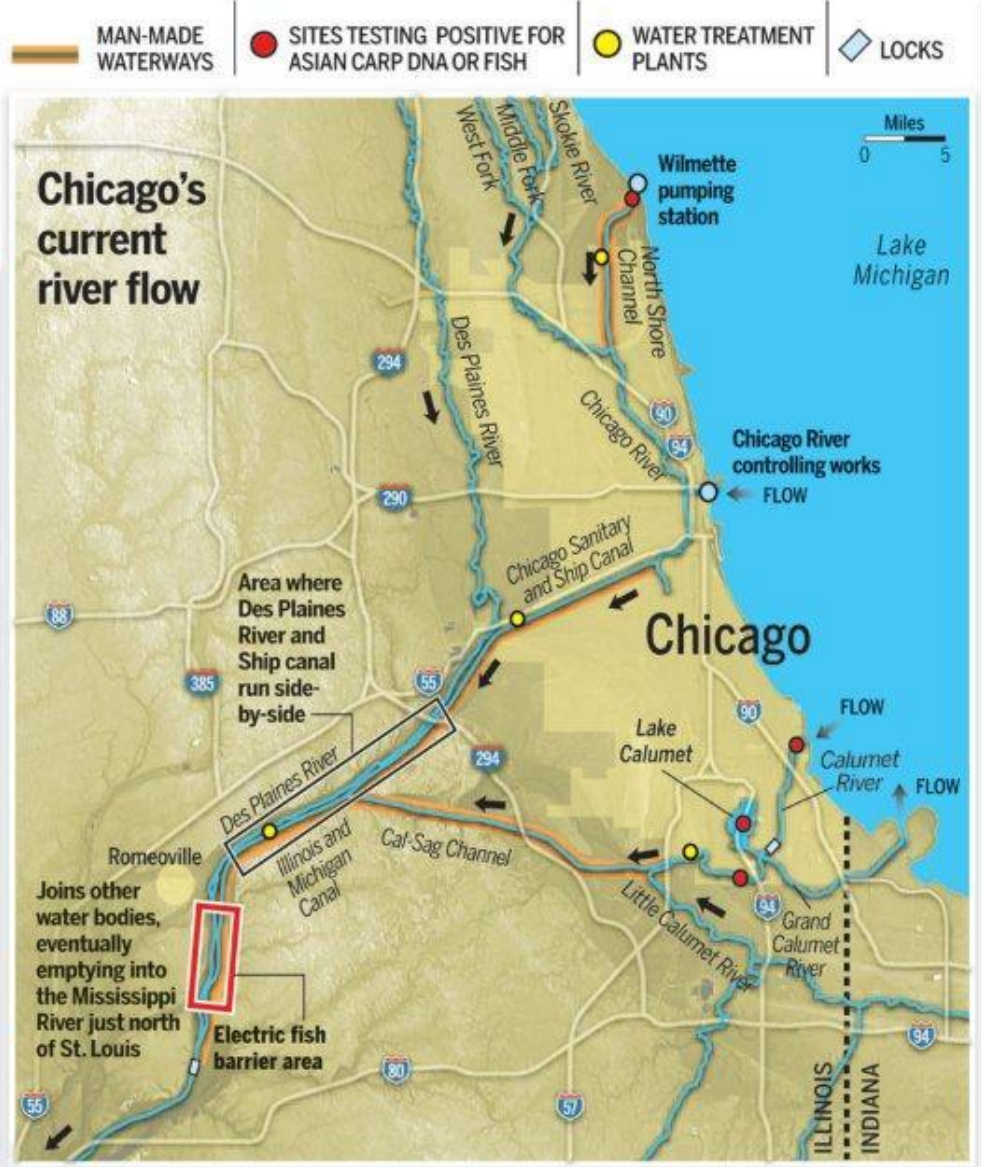 MAN-MADE
WATERWAYS
SITES TESTING POSITIVE FOR
ASIAN CARP DNA OR FISH
WATER TREATMENT
PLANTS
LOCKS
Chicago's
current
river flow
Miles
0 5
West Fork
Middle Fork
Skokie River
Wilmette
pumping
station
Lake
Michigan
North Shore
Channel
Des Plaines River
294
Chicago River
90
94
Chicago River
controlling works
FLOW
290
Chicago Sanitary
and Ship Canal
Area where
Des Plaines
River and
Ship canal
run side-
by-side
88
Chicago
385
55
90
FLOW
Lake
Calumet
294
Calumet
River
FLOW
Des Plaines River
Illinois and
Michigan
Canal
Cal-Sag Channel
Romeoville
Little Calumet River
94
Grand
Calumet
River
Joins other
water bodies,
eventually
emptying into
the Mississippi
River just north
of St. Louis
Electric fish
barrier area
94
80
55
57
ILLINOIS
INDIANA